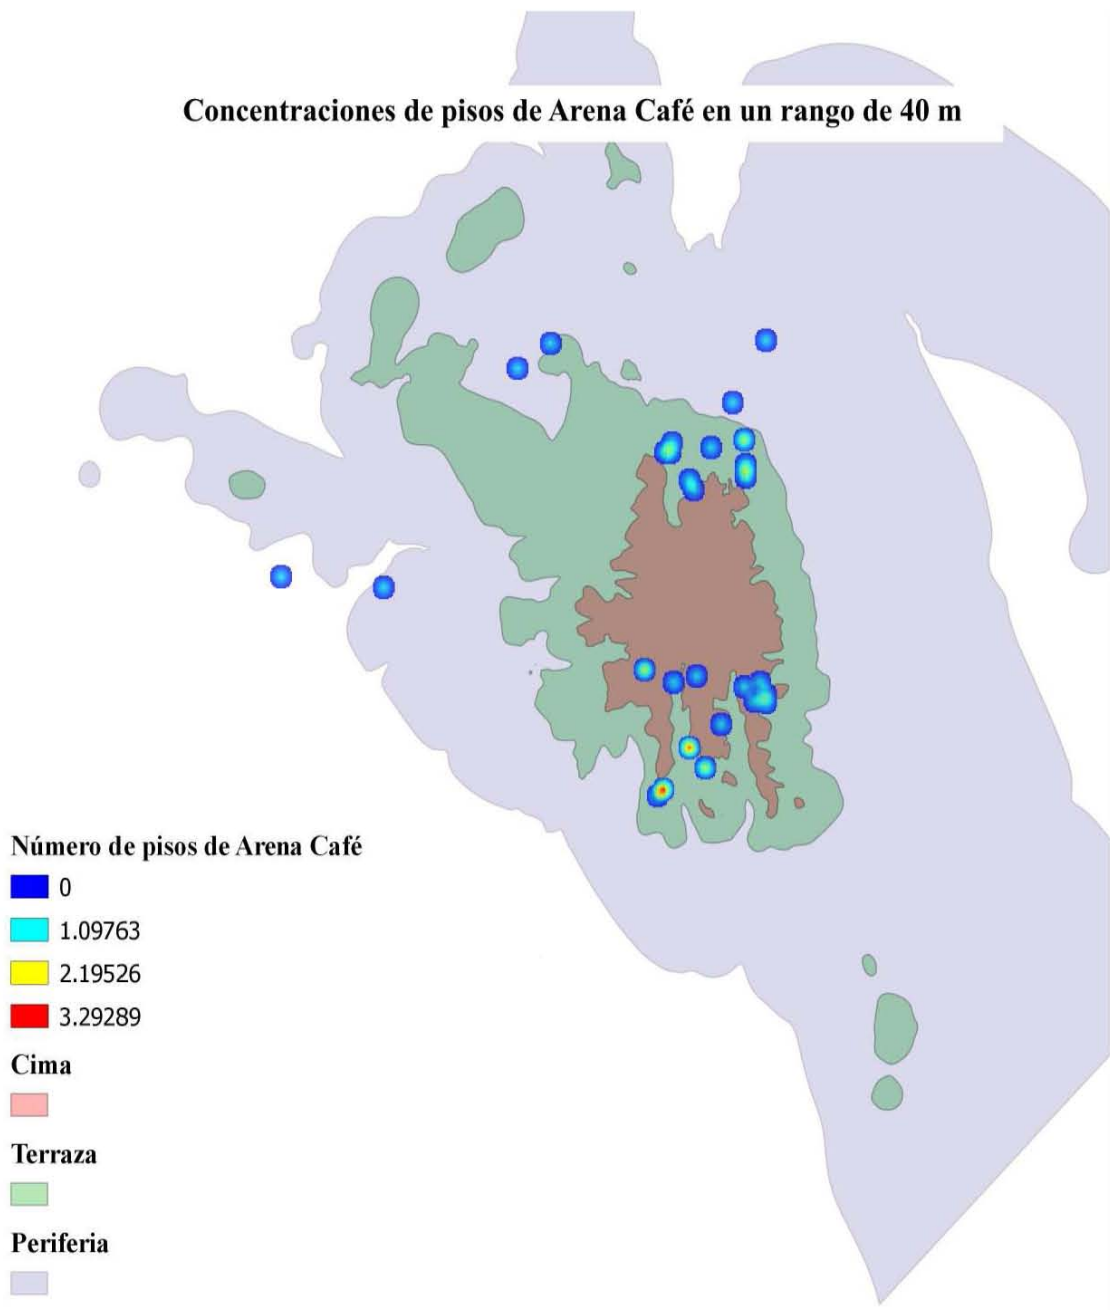 Concentraciones de pisos de Arena Café en un rango de 40 m
Número de pisos de Arena Café
0
1.09763
2.19526
3.29289
Cima
Terraza
Periferia